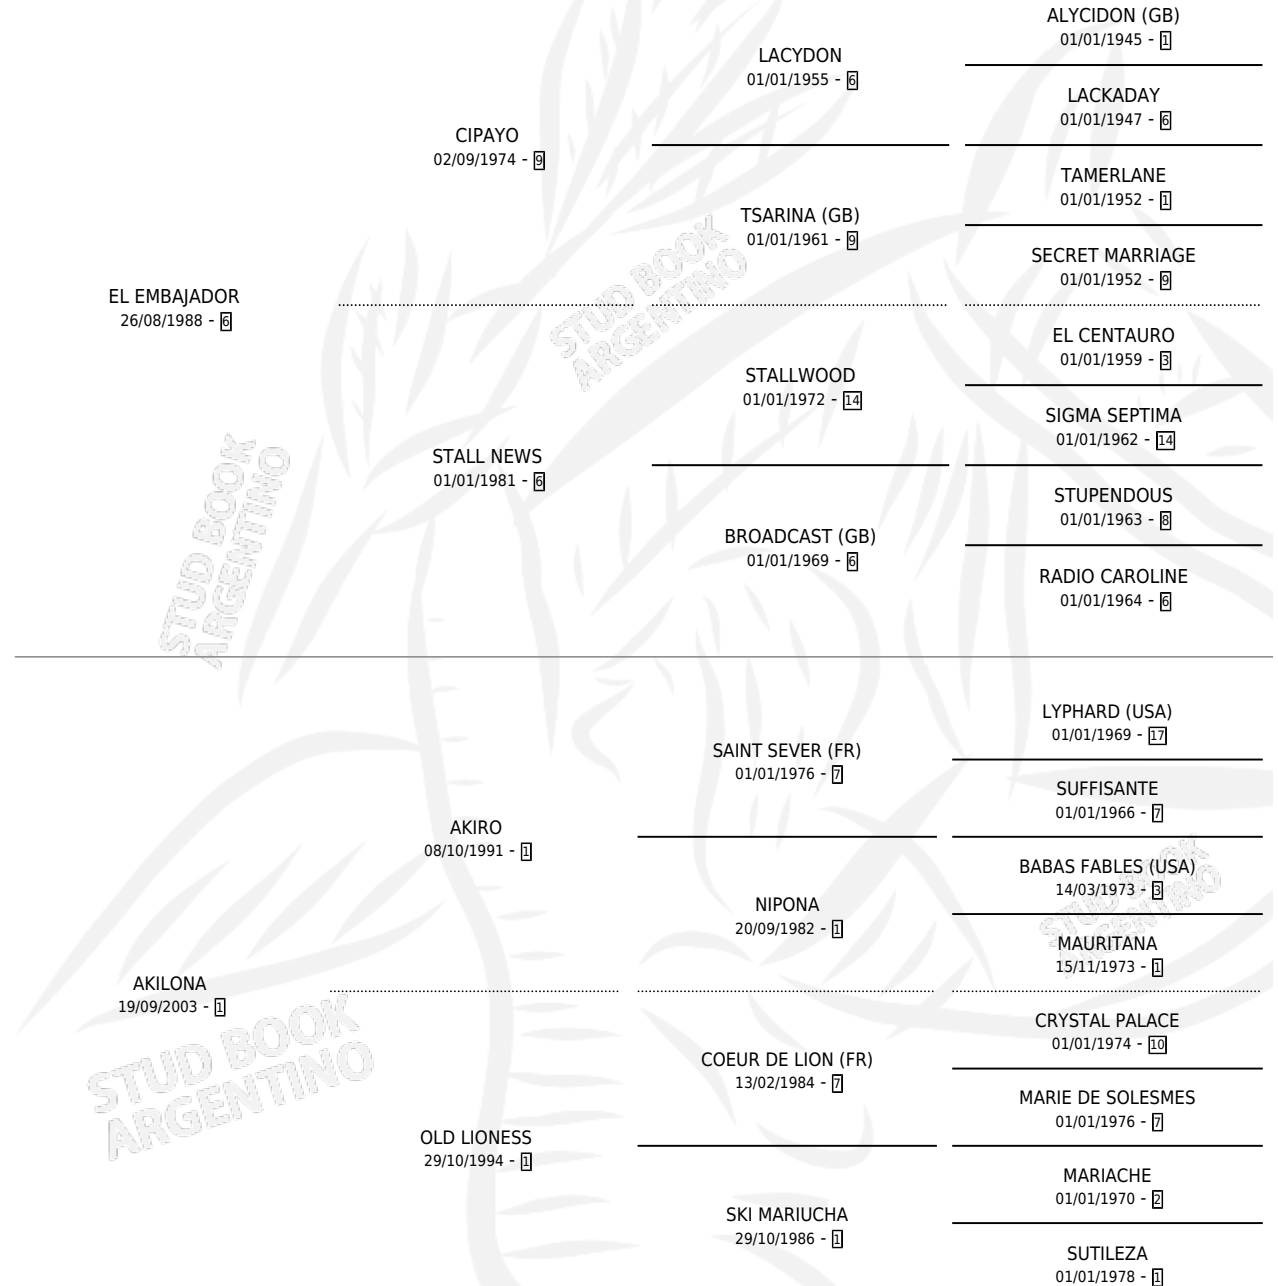 ALYCIDON (GB)
01/01/1945 - 1
LACYDON
01/01/1955 - 6
LACKADAY
01/01/1947 - 6
CIPAYO
02/09/1974 - 9
TAMERLANE
01/01/1952 - 1
TSARINA (GB)
01/01/1961 - 9
SECRET MARRIAGE
01/01/1952 - 9
EL EMBAJADOR
26/08/1988 - 6
EL CENTAURO
01/01/1959 - 3
STALLWOOD
01/01/1972 - 14
SIGMA SEPTIMA
01/01/1962 - 14
STALL NEWS
01/01/1981 - 6
STUPENDOUS
01/01/1963 - 8
BROADCAST (GB)
01/01/1969 - 6
RADIO CAROLINE
01/01/1964 - 6
LYPHARD (USA)
01/01/1969 - 17
SAINT SEVER (FR)
01/01/1976 - 7
SUFFISANTE
01/01/1966 - 7
AKIRO
08/10/1991 - 1
BABAS FABLES (USA)
14/03/1973 - 3
NIPONA
20/09/1982 - 1
MAURITANA
15/11/1973 - 1
AKILONA
19/09/2003 - 1
CRYSTAL PALACE
01/01/1974 - 10
COEUR DE LION (FR)
13/02/1984 - 7
MARIE DE SOLESMES
01/01/1976 - 7
OLD LIONESS
29/10/1994 - 1
MARIACHE
01/01/1970 - 2
SKI MARIUCHA
29/10/1986 - 1
SUTILEZA
01/01/1978 - 1
STUD BOOK
ARGENTINO
STUD BOOK
ARGENTINO
STUD BOOK
ARGENTINO
STUD BOOK
ARGENTINO